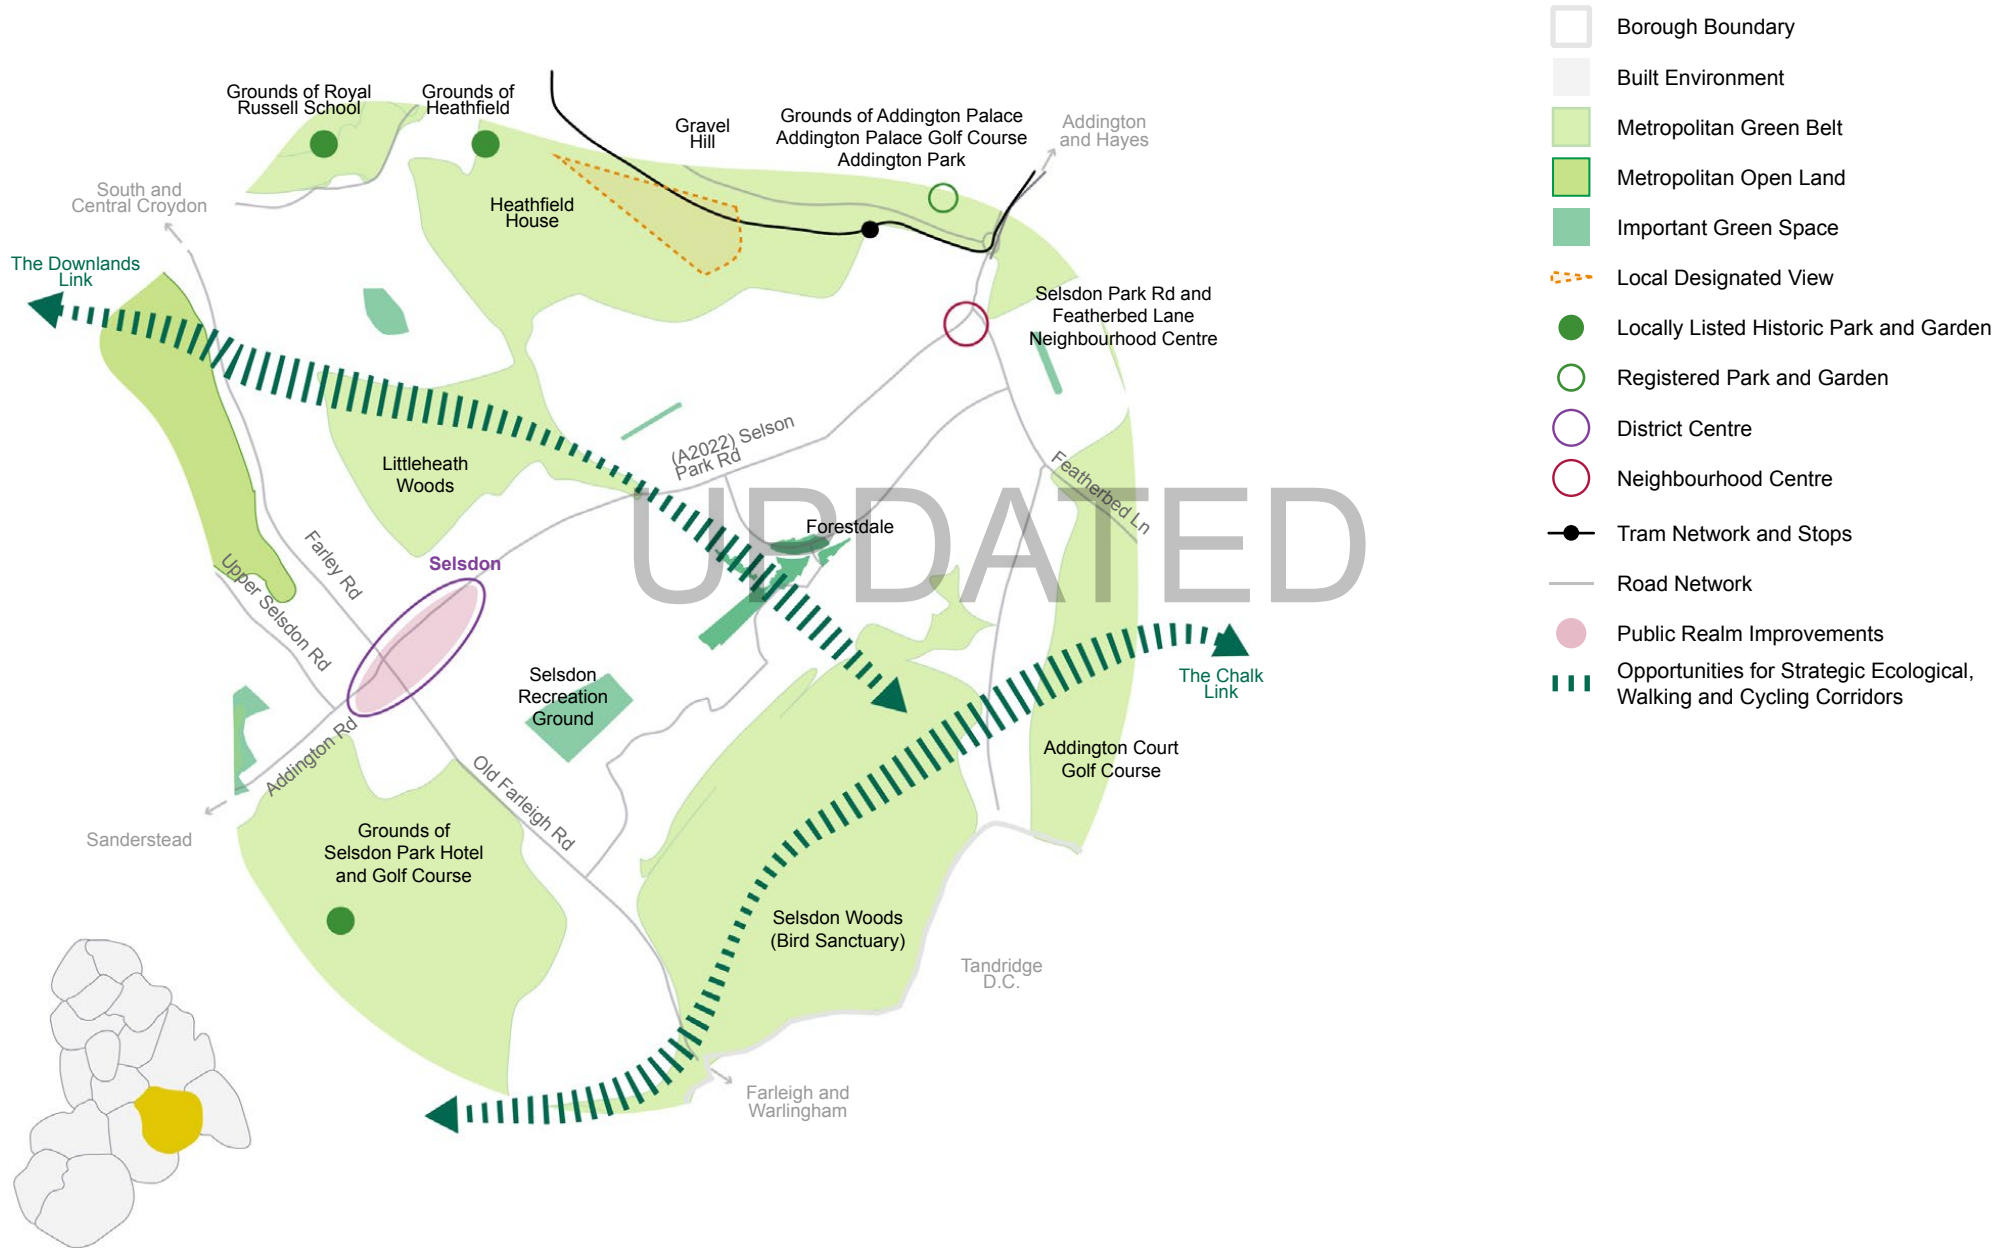 Grounds of Royal
Russell School
Grounds of
Heathfield
Gravel
Hill
Grounds of Addington Palace
Addington Palace Golf Course
Addington Park
Addington
and Hayes
South and
Central Croydon
Heathfield
House
The Downlands
Link
Selsdon Park Rd and
Featherbed Lane
Neighbourhood Centre
(A2022) Selson
Park Rd
Littleheath
Woods
Featherbed Ln
UPDATED
Forestdale
Farley Rd
Selsdon
Upper Selsdon Rd
Selsdon
Recreation
Ground
The Chalk
Link
Addington Rd
Addington Court
Golf Course
Old Farleigh Rd
Sanderstead
Grounds of
Selsdon Park Hotel
and Golf Course
Selsdon Woods
(Bird Sanctuary)
Tandridge
D.C.
Farleigh and
Warlingham
Borough Boundary
Built Environment
Metropolitan Green Belt
Metropolitan Open Land
Important Green Space
Local Designated View
Locally Listed Historic Park and Garden
Registered Park and Garden
District Centre
Neighbourhood Centre
Tram Network and Stops
Road Network
Public Realm Improvements
Opportunities for Strategic Ecological,
Walking and Cycling Corridors